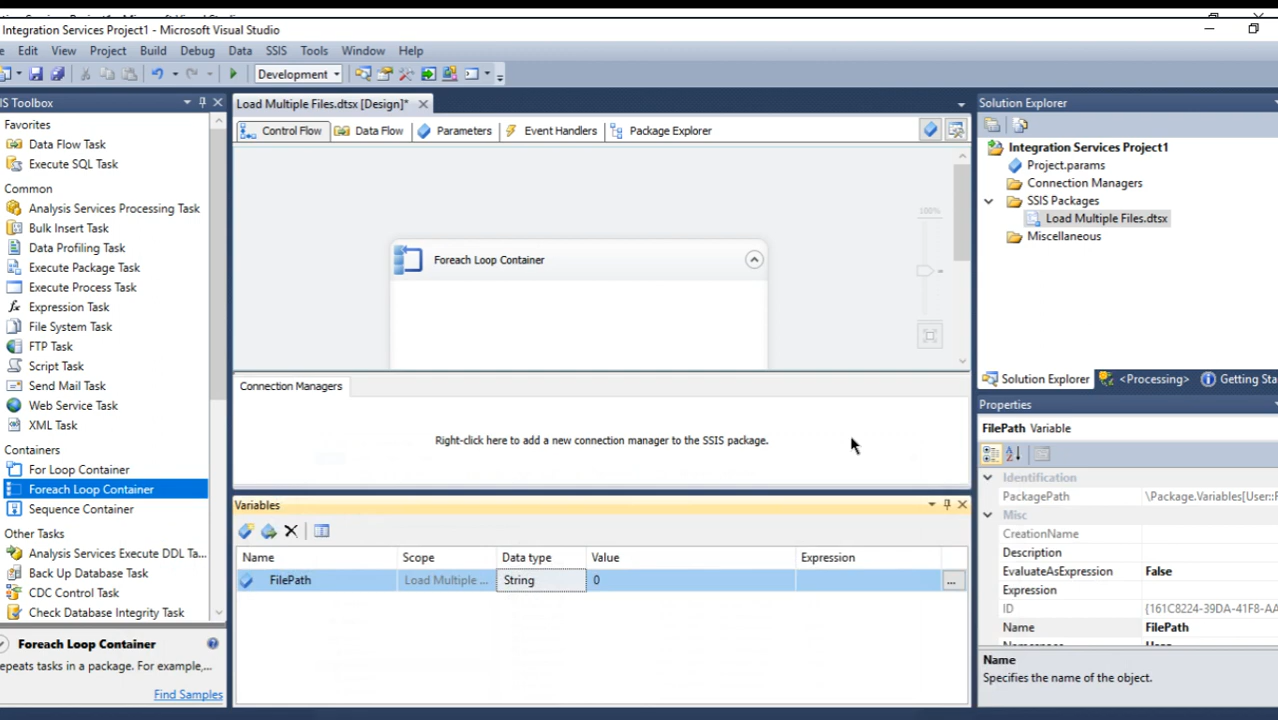 Integration Services Project1 - Microsoft Visual Studio
Edit View Project Build Debug Data SSIS Tools Window Help
Development
IS Toolbox
Favorites
Data Flow Task
Execute SQL Task
Common
Analysis Services Processing Task
Bulk Insert Task
Data Profiling Task
Execute Package Task
Execute Process Task
Expression Task
File System Task
FTP Task
Script Task
Send Mail Task
Web Service Task
XML Task
Containers
For Loop Container
Foreach Loop Container
Sequence Container
Other Tasks
Analysis Services Execute DDL Ta...
Back Up Database Task
CDC Control Task
Check Database Integrity Task
Foreach Loop Container
epeats tasks in a package. For example,...
Find Samples
Load Multiple Files.dtsx [Design]*
Control Flow Data Flow Parameters Event Handlers Package Explorer
100%
Foreach Loop Container
Connection Managers
Right-click here to add a new connection manager to the SSIS package.
Variables
Name Scope Data type Value Expression
FilePath Load Multiple ... String 0 ...
Solution Explorer
Integration Services Project1
Project.params
Connection Managers
SSIS Packages
Load Multiple Files.dtsx
Miscellaneous
Solution Explorer <Processing> Getting Sta
Properties
FilePath Variable
Identification
PackagePath \Package.Variables[User::F
Misc
CreationName
Description
EvaluateAsExpression False
Expression
ID {161C8224-39DA-41F8-AA
Name FilePath
Name
Specifies the name of the object.